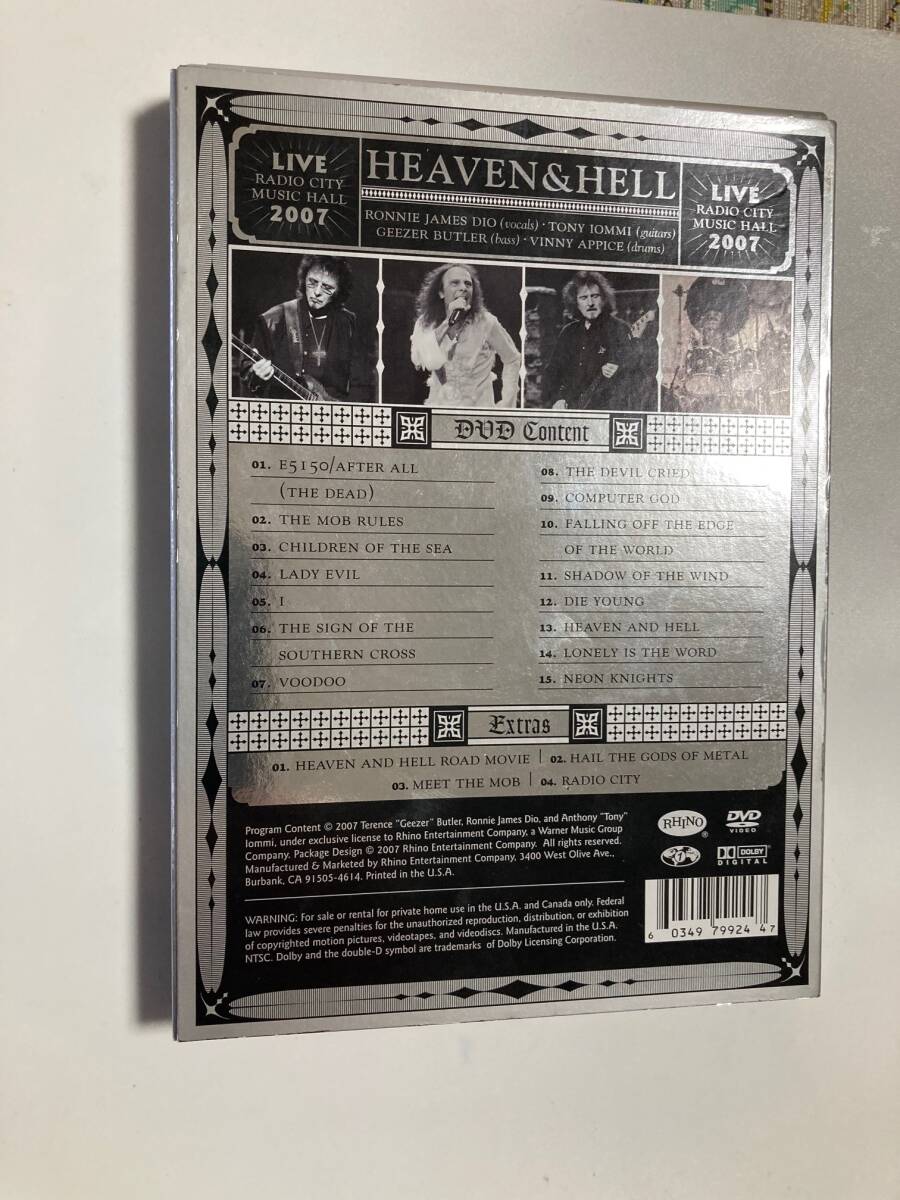 LIVE
RADIO CITY
MUSIC HALL
2007
HEAVEN&HELL
RONNIE JAMES DIO (vocals) · TONY IOMMI (guitars)
GEEZER BUTLER (bass) · VINNY APPICE (drums)
LIVE
RADIO CITY
MUSIC HALL
2007
DVD Content
01. E5150/AFTER ALL
(THE DEAD)
02. THE MOB RULES
03. CHILDREN OF THE SEA
04. LADY EVIL
05. I
06. THE SIGN OF THE
SOUTHERN CROSS
07. VOODOO
08. THE DEVIL CRIED
09. COMPUTER GOD
10. FALLING OFF THE EDGE
OF THE WORLD
11. SHADOW OF THE WIND
12. DIE YOUNG
13. HEAVEN AND HELL
14. LONELY IS THE WORD
15. NEON KNIGHTS
Extras
01. HEAVEN AND HELL ROAD MOVIE | 02. HAIL THE GODS OF METAL
03. MEET THE MOB | 04. RADIO CITY
Program Content © 2007 Terence "Geezer" Butler, Ronnie James Dio, and Anthony "Tony"
Iommi, under exclusive license to Rhino Entertainment Company, a Warner Music Group
Company. Package Design © 2007 Rhino Entertainment Company. All rights reserved.
Manufactured & Marketed by Rhino Entertainment Company, 3400 West Olive Ave.,
Burbank, CA 91505-4614. Printed in the U.S.A.
WARNING: For sale or rental for private home use in the U.S.A. and Canada only. Federal
law provides severe penalties for the unauthorized reproduction, distribution, or exhibition
of copyrighted motion pictures, videotapes, and videodiscs. Manufactured in the U.S.A.
NTSC. Dolby and the double-D symbol are trademarks of Dolby Licensing Corporation.
RHINO ®
DVD
VIDEO
1
DOLBY
DIGITAL
6 0349 79924 47